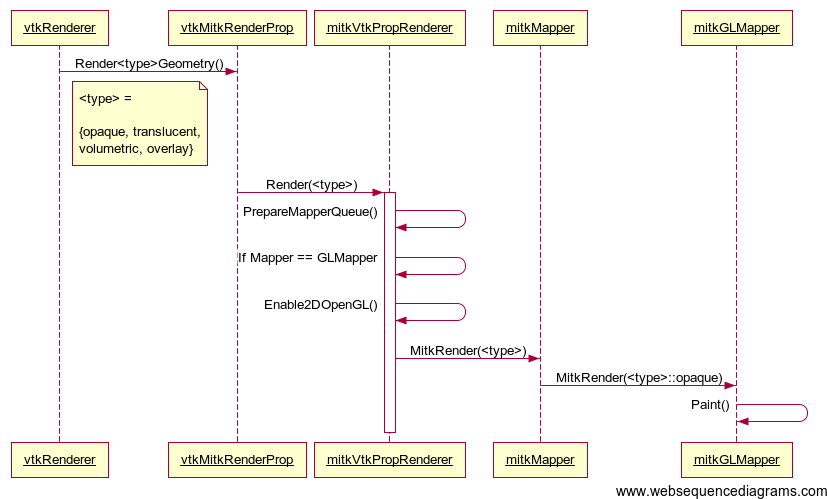 vtkRenderer
vtkMitkRenderProp
mitkVtkPropRenderer
mitkMapper
mitkGLMapper
Render<type>Geometry()
<type> =
{opaque, translucent,
volumetric, overlay}
Render(<type>)
PrepareMapperQueue()
If Mapper == GLMapper
Enable2DOpenGL()
MitkRender(<type>)
MitkRender(<type>::opaque)
Paint()
vtkRenderer
vtkMitkRenderProp
mitkVtkPropRenderer
mitkMapper
mitkGLMapper
www.websequencediagrams.com